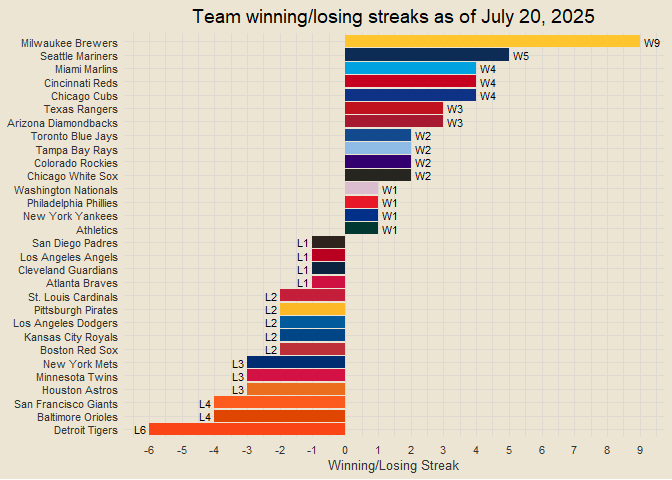 Team winning/losing streaks as of July 20, 2025
Milwaukee Brewers W9
Seattle Mariners W5
Miami Marlins W4
Cincinnati Reds W4
Chicago Cubs W4
Texas Rangers W3
Arizona Diamondbacks W3
Toronto Blue Jays W2
Tampa Bay Rays W2
Colorado Rockies W2
Chicago White Sox W2
Washington Nationals W1
Philadelphia Phillies W1
New York Yankees W1
Athletics W1
San Diego Padres L1
Los Angeles Angels L1
Cleveland Guardians L1
Atlanta Braves L1
St. Louis Cardinals L2
Pittsburgh Pirates L2
Los Angeles Dodgers L2
Kansas City Royals L2
Boston Red Sox L2
New York Mets L3
Minnesota Twins L3
Houston Astros L3
San Francisco Giants L4
Baltimore Orioles L4
Detroit Tigers L6
-6 -5 -4 -3 -2 -1 0 1 2 3 4 5 6 7 8 9
Winning/Losing Streak